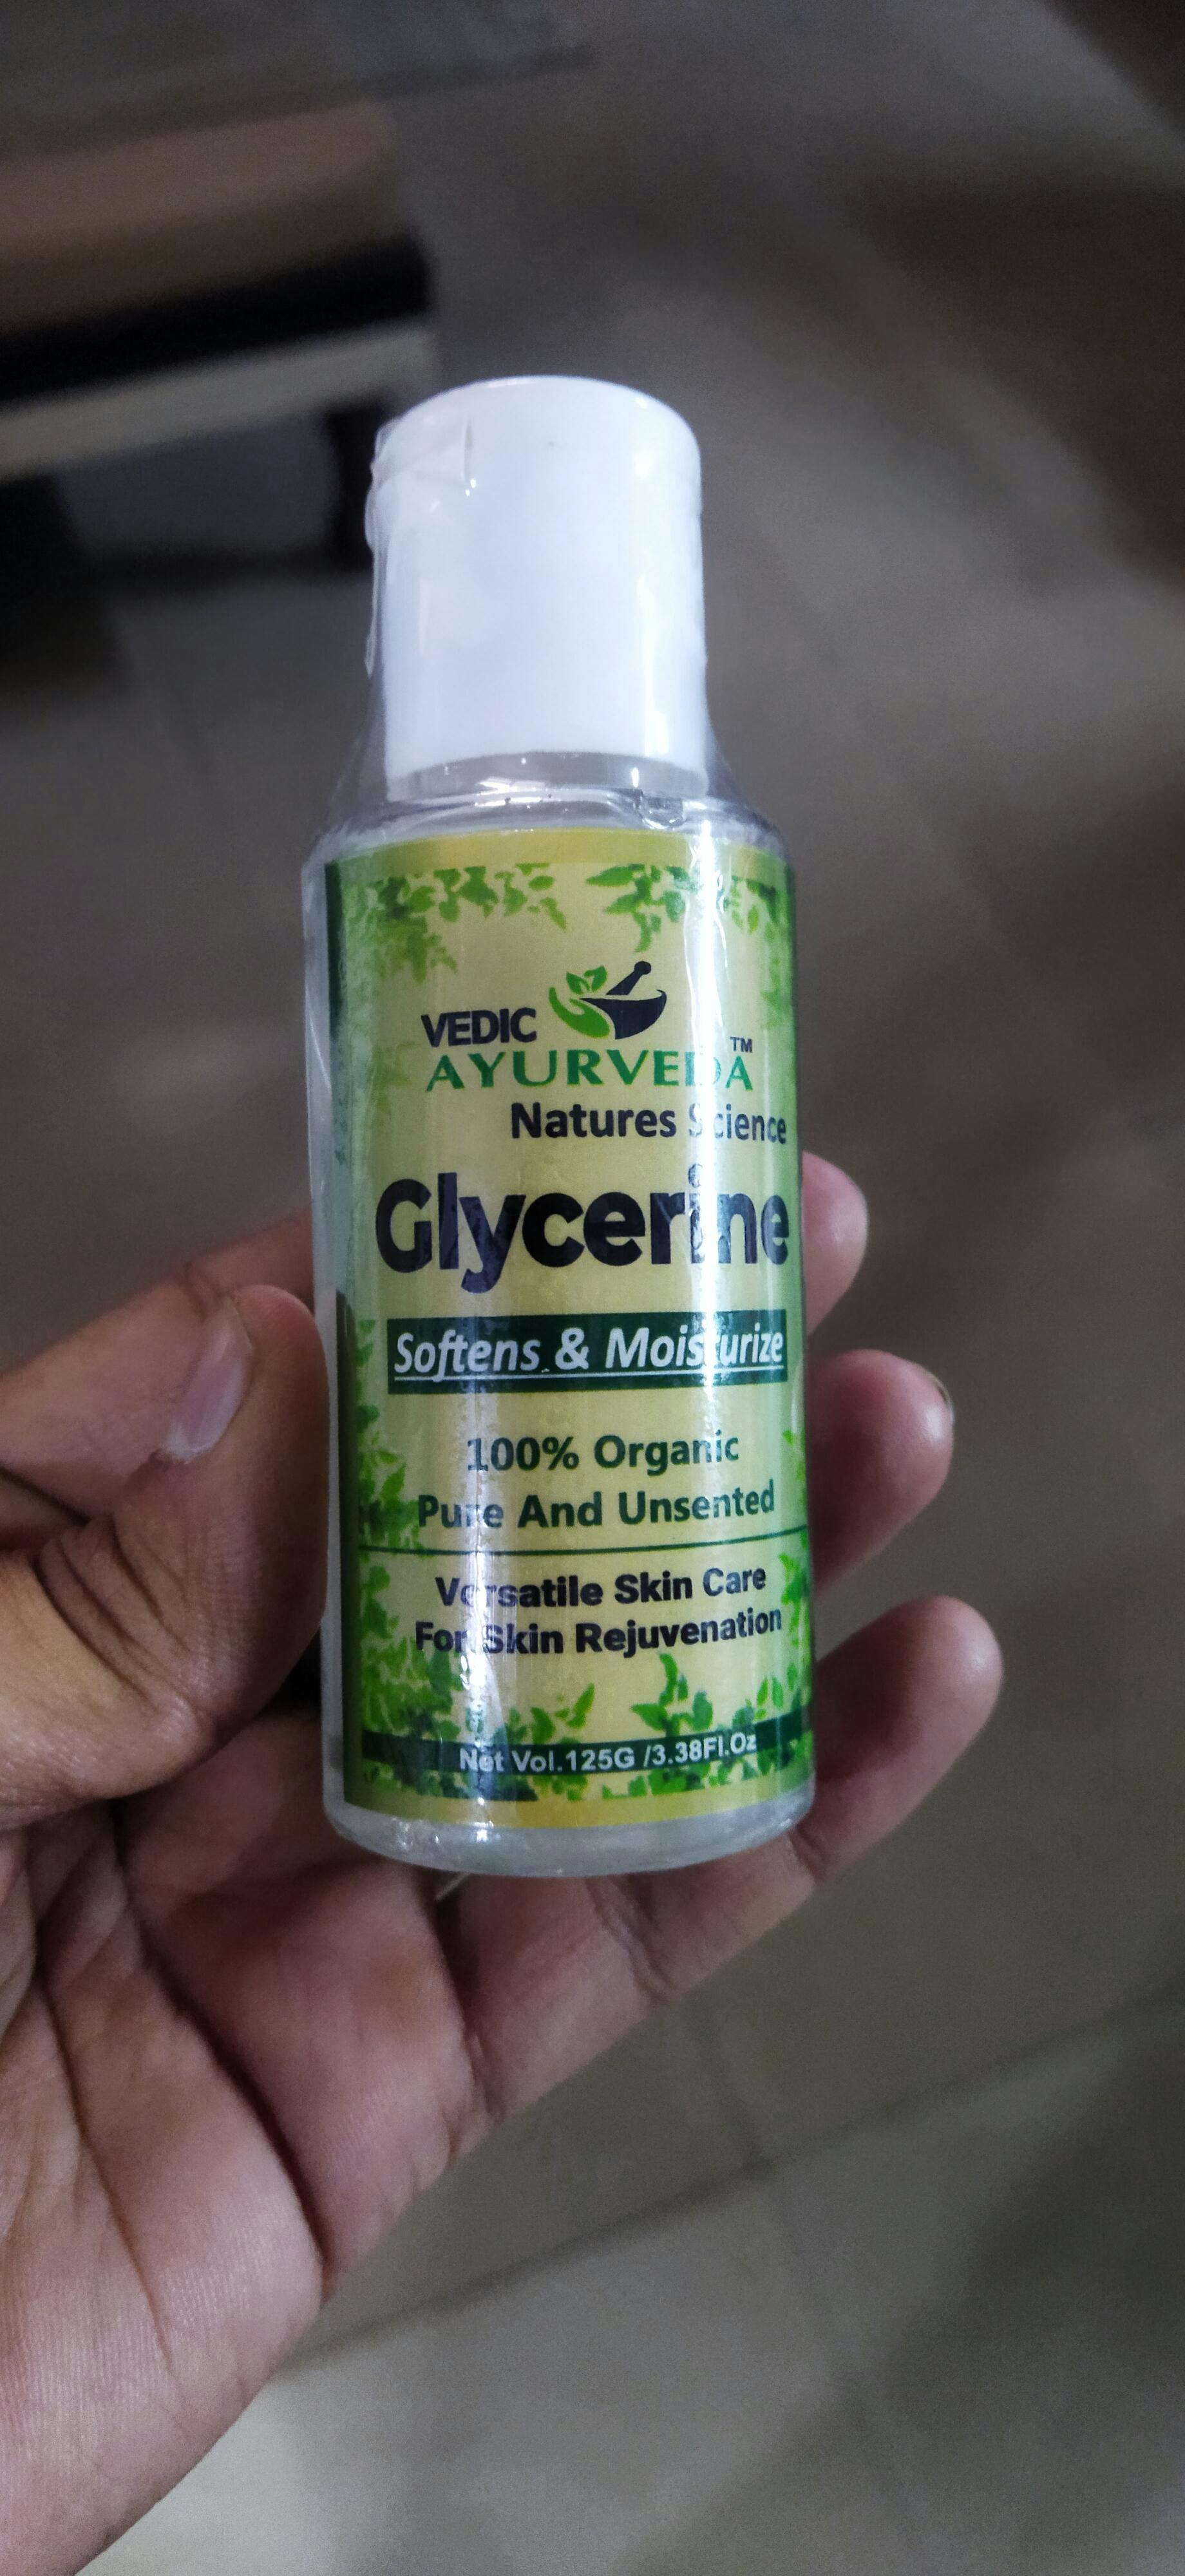 VEDIC
AYURVEDA™
Natures Science
Glycerine
Softens & Moisturize
100% Organic
Pure And Unsented
Versatile Skin Care
For Skin Rejuvenation
Net Vol.125G /3.38Fl.Oz